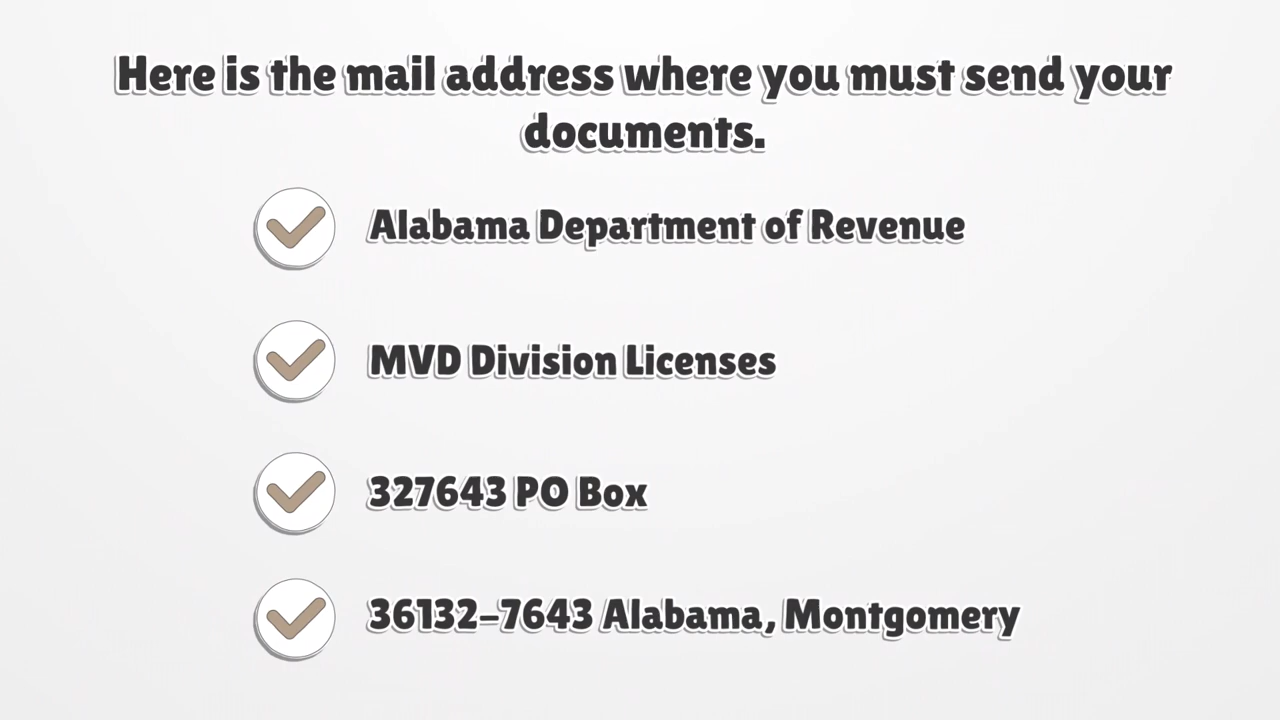 Here is the mail address where you must send your
documents.
Alabama Department of Revenue
MVD Division Licenses
327643 PO Box
36132-7643 Alabama, Montgomery